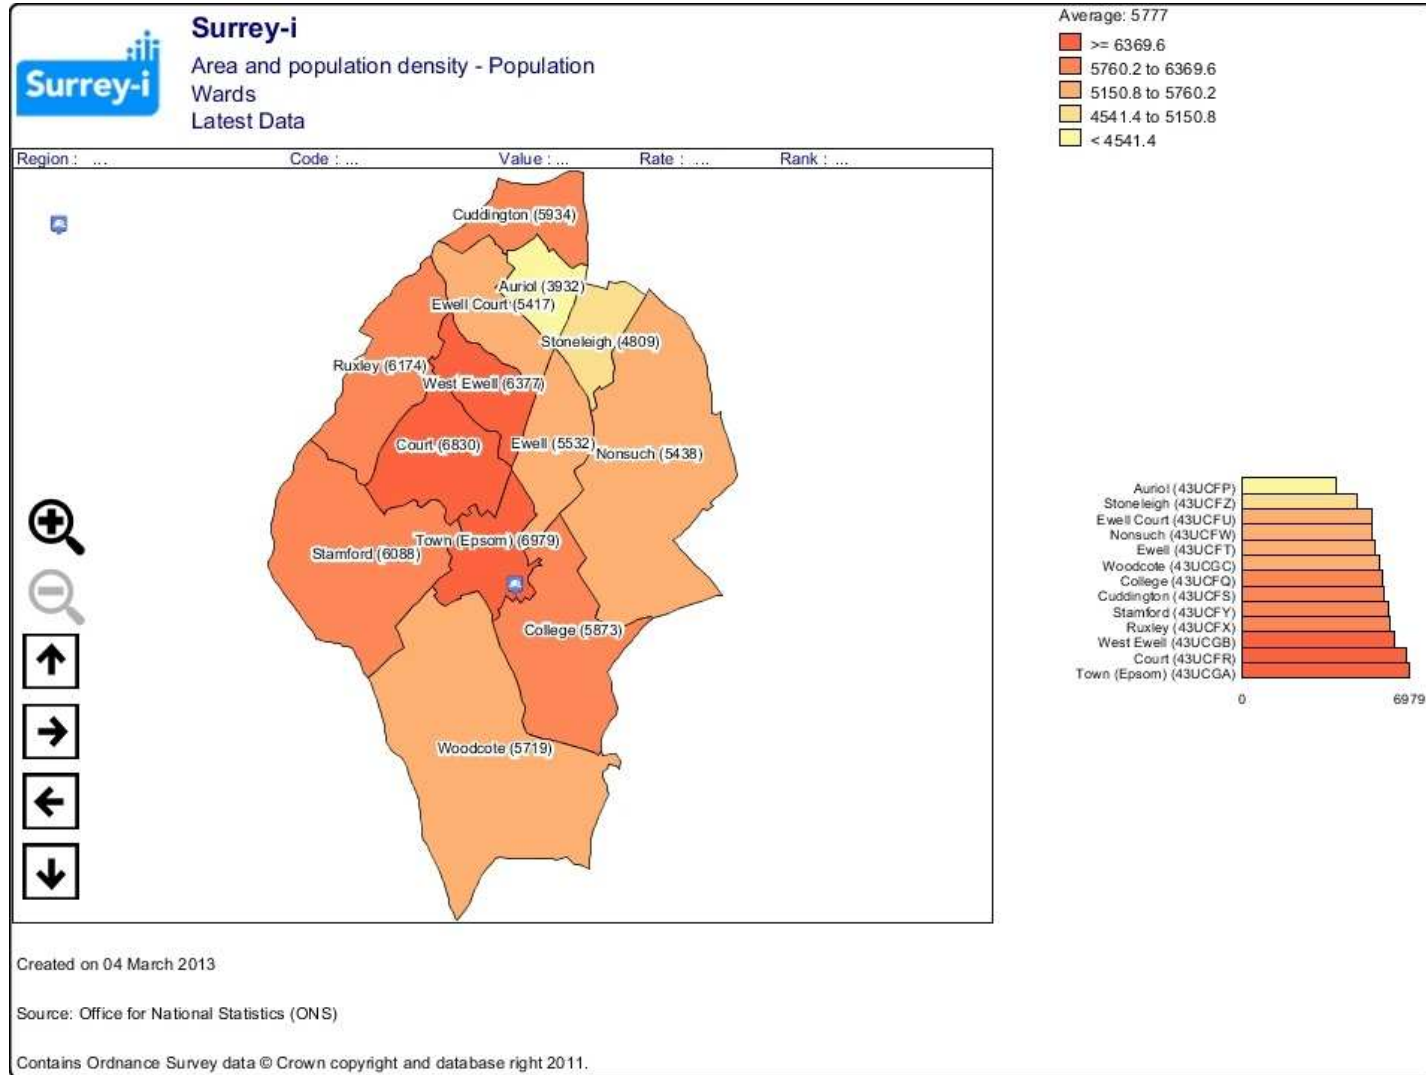 Surrey-i
Surrey-i
Area and population density - Population
Wards
Latest Data
Average: 5777
>= 6369.6
5760.2 to 6369.6
5150.8 to 5760.2
4541.4 to 5150.8
< 4541.4
Region : ... Code : ... Value : ... Rate : ... Rank : ...
Cuddington (5934)
Auriol (3932)
Ewell Court (5417)
Stoneleigh (4809)
Ruxley (6174)
West Ewell (6377)
Court (6830)
Ewell (5532)
Nonsuch (5438)
Town (Epsom) (6979)
Stamford (6088)
College (5873)
Woodcote (5719)
Auriol (43UCFP)
Stoneleigh (43UCFZ)
Ewell Court (43UCFU)
Nonsuch (43UCFW)
Ewell (43UCFT)
Woodcote (43UCGC)
College (43UCFQ)
Cuddington (43UCFS)
Stamford (43UCFY)
Ruxley (43UCFX)
West Ewell (43UCGB)
Court (43UCFR)
Town (Epsom) (43UCGA)
0 6979
Created on 04 March 2013
Source: Office for National Statistics (ONS)
Contains Ordnance Survey data © Crown copyright and database right 2011.